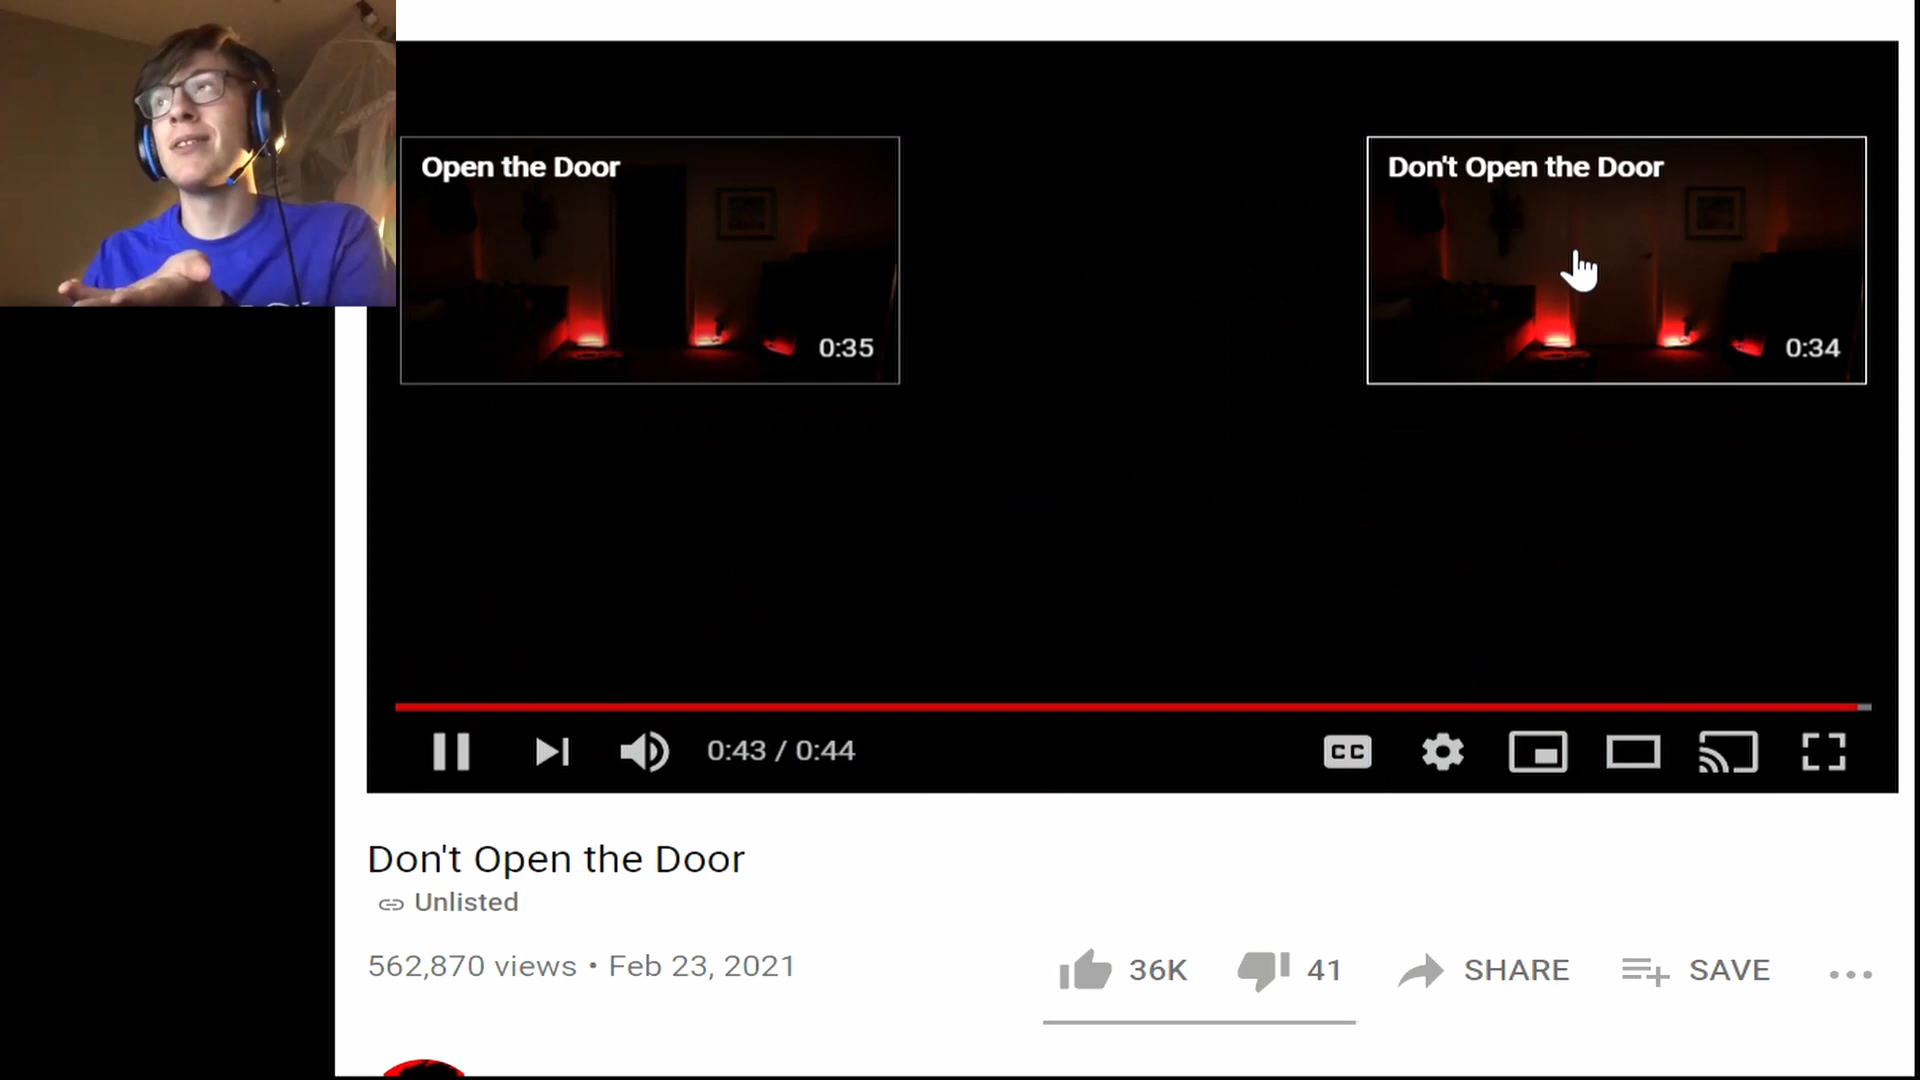 Open the Door
0:35
Don't Open the Door
0:34
0:43 / 0:44
CC
Don't Open the Door
Unlisted
562,870 views • Feb 23, 2021
36K
41
SHARE
SAVE